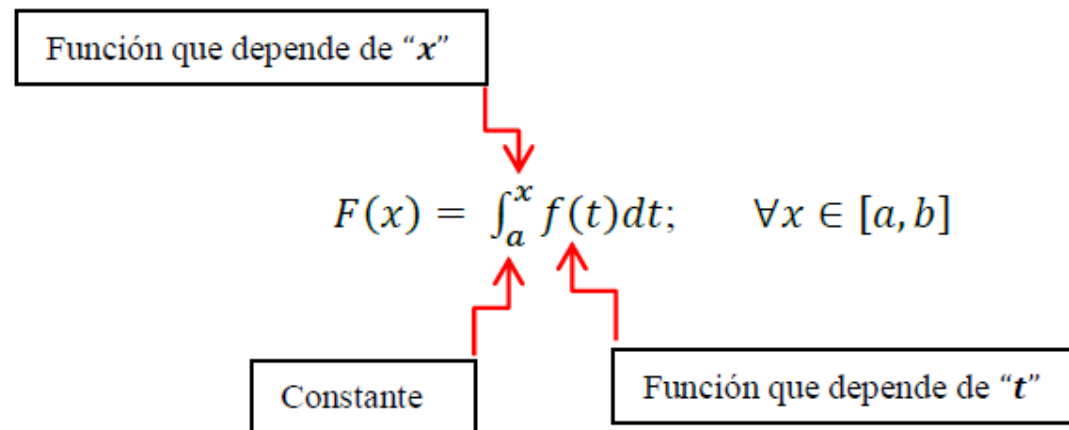 Función que depende de “x”
F(x) = ∫ₐˣ f(t)dt;   ∀x ∈ [a, b]
Constante
Función que depende de “t”